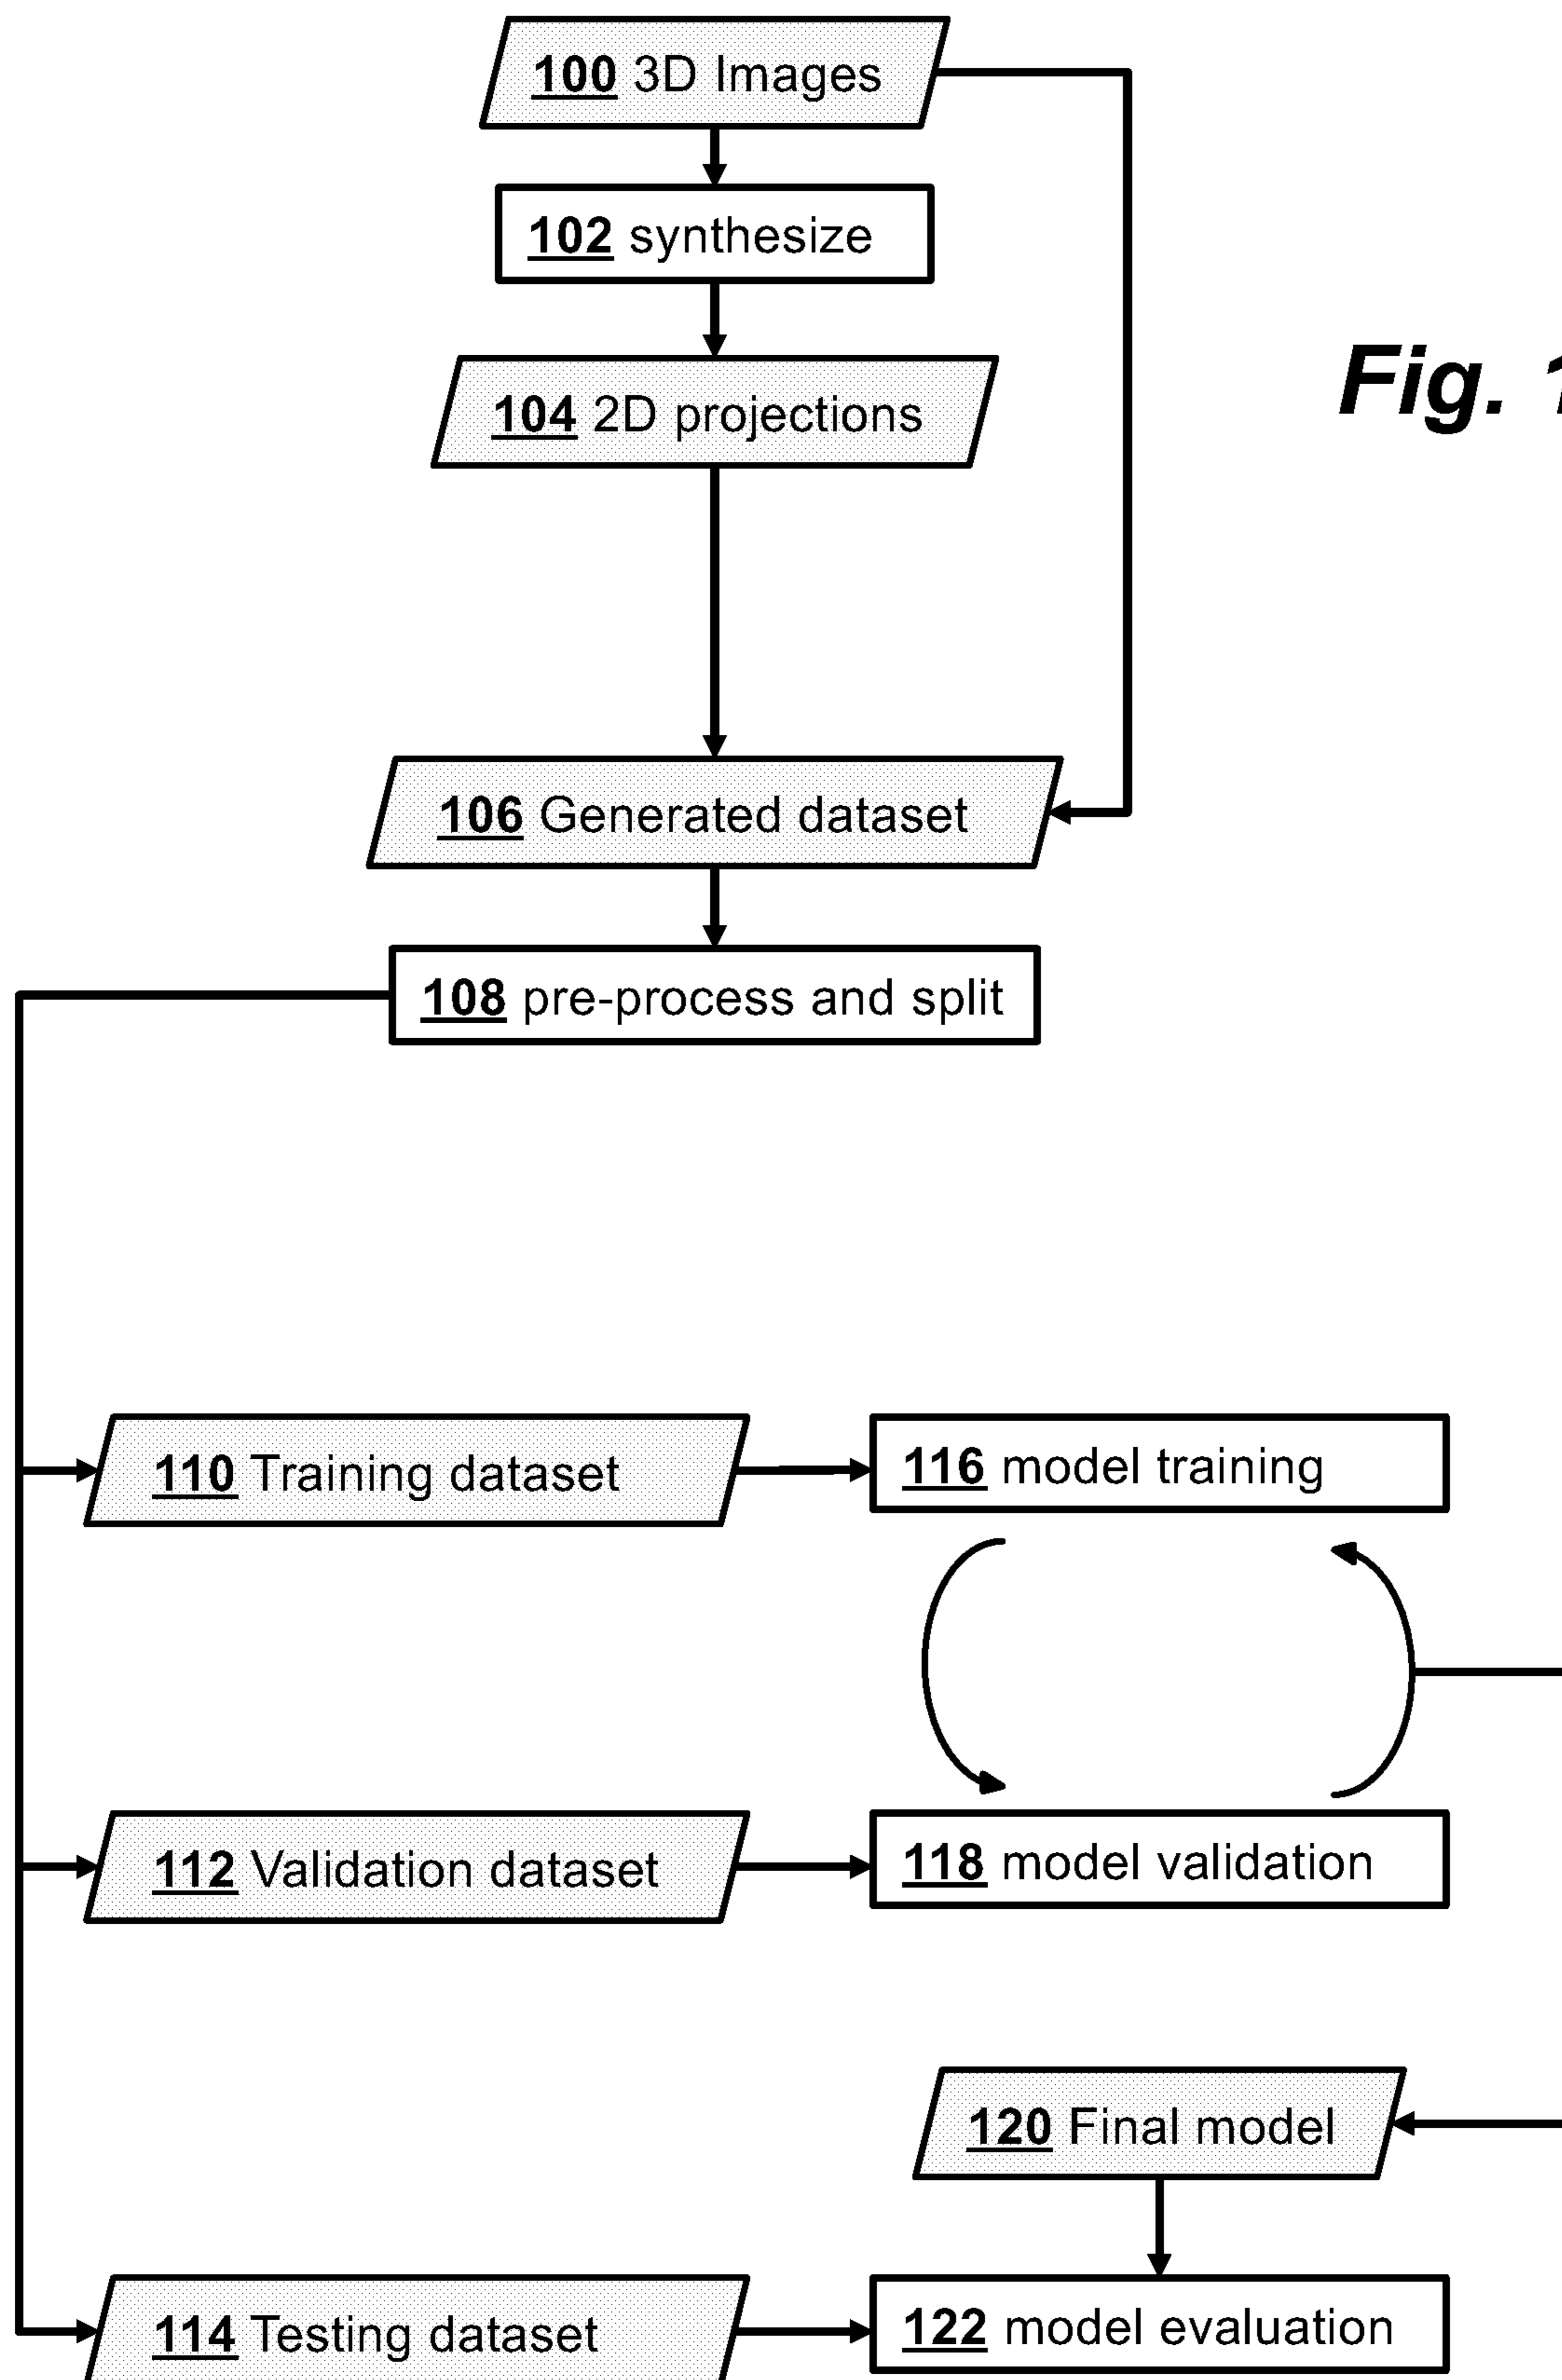 100 3D Images
102 synthesize
104 2D projections
Fig. 1
106 Generated dataset
108 pre-process and split
110 Training dataset
116 model training
112 Validation dataset
118 model validation
120 Final model
114 Testing dataset
122 model evaluation